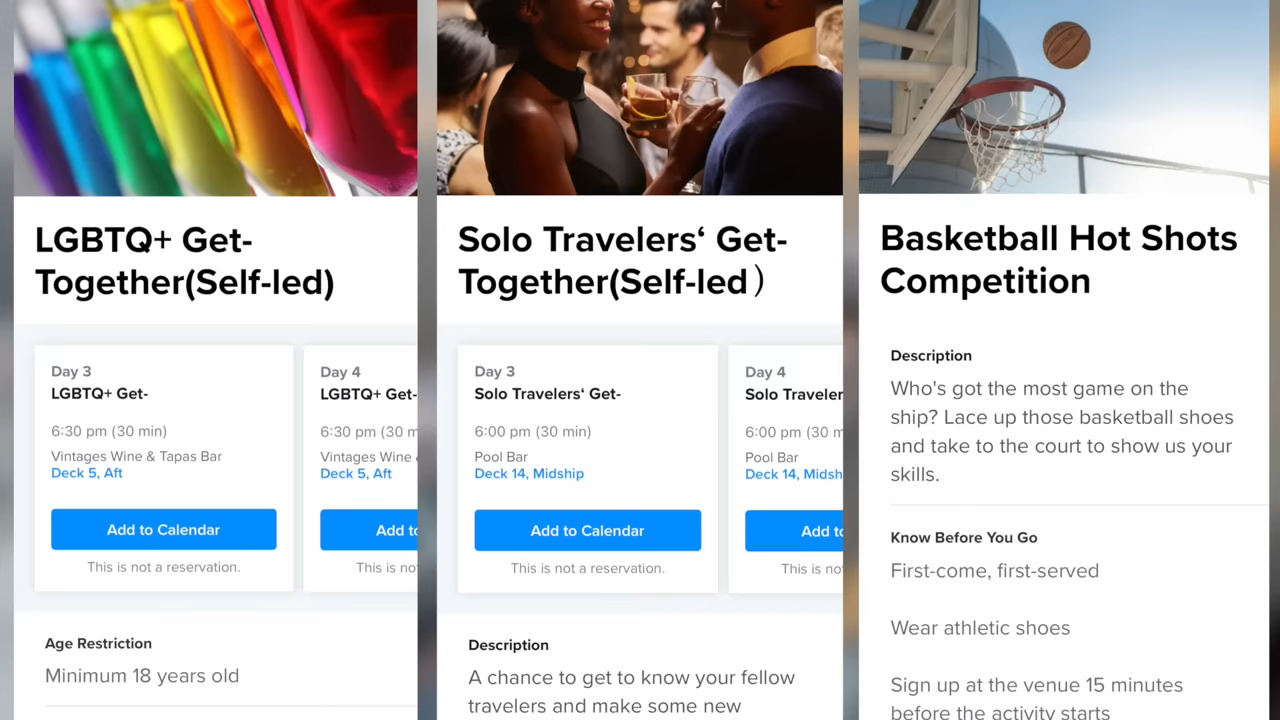 LGBTQ+ Get-
Together(Self-led)
Day 3
LGBTQ+ Get-
6:30 pm (30 min)
Vintages Wine & Tapas Bar
Deck 5, Aft
Add to Calendar
This is not a reservation.
Day 4
LGBTQ+ Get-
6:30 pm (30 m
Vintages Wine
Deck 5, Aft
Add to
This is no
Age Restriction
Minimum 18 years old
Solo Travelers‘ Get-
Together(Self-led）
Day 3
Solo Travelers‘ Get-
6:00 pm (30 min)
Pool Bar
Deck 14, Midship
Add to Calendar
This is not a reservation.
Day 4
Solo Traveler
6:00 pm (30 m
Pool Bar
Deck 14, Midsh
Add to
This is no
Description
A chance to get to know your fellow
travelers and make some new
Basketball Hot Shots
Competition
Description
Who's got the most game on the
ship? Lace up those basketball shoes
and take to the court to show us your
skills.
Know Before You Go
First-come, first-served
Wear athletic shoes
Sign up at the venue 15 minutes
before the activity starts